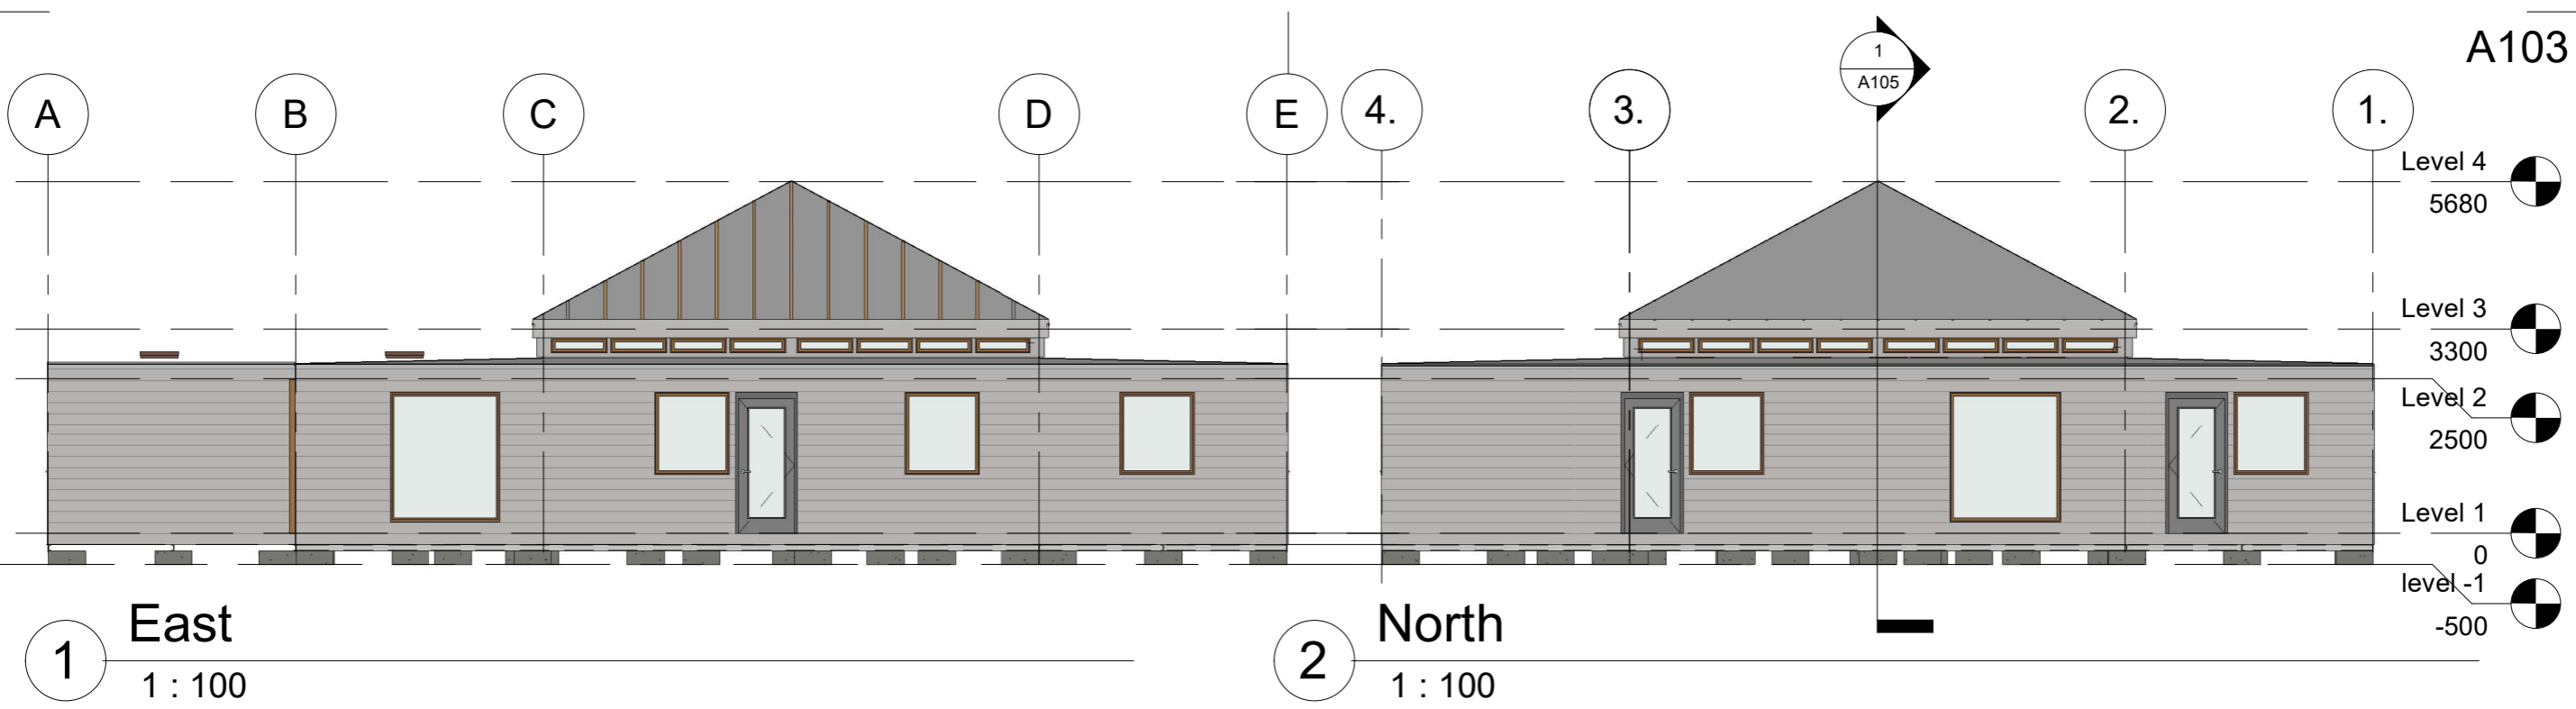 A103
1
A105
A
B
C
D
E
4.
3.
2.
1.
Level 4
5680
Level 3
3300
Level 2
2500
Level 1
0
level -1
-500
1
East
1 : 100
2
North
1 : 100